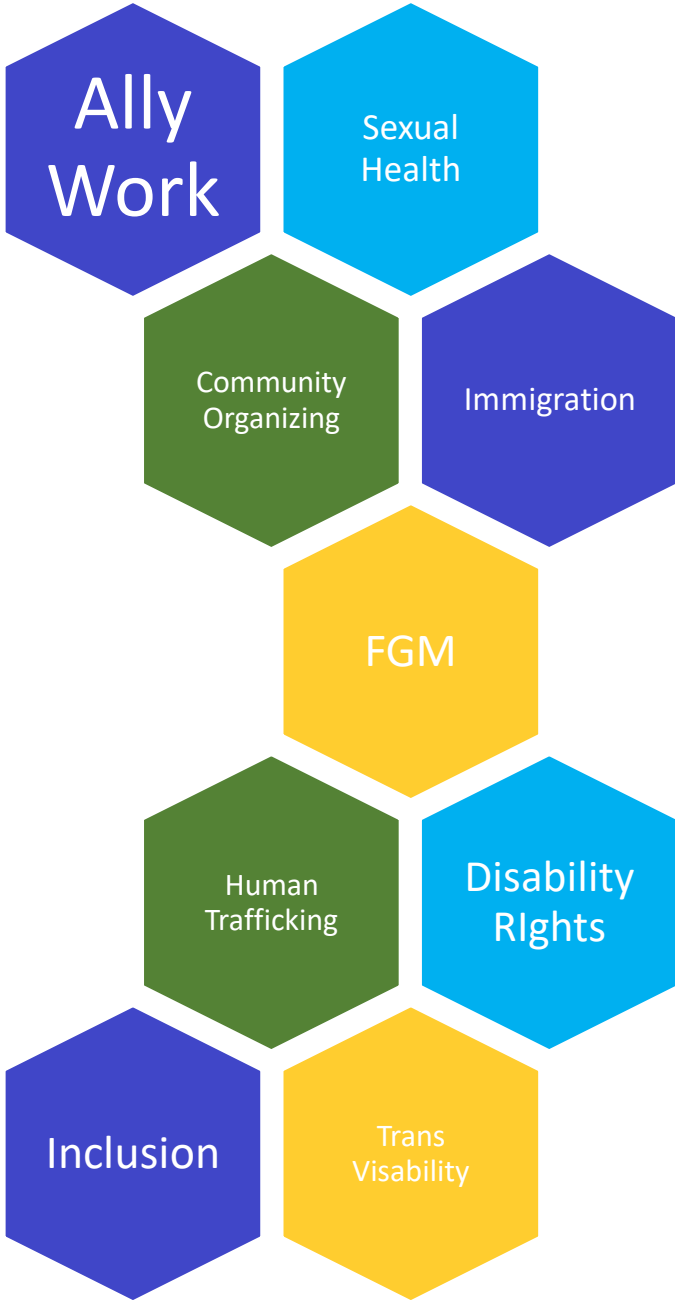 Ally
Work
Sexual
Health
Community
Organizing
Immigration
FGM
Human
Trafficking
Disability
RIghts
Inclusion
Trans
Visability